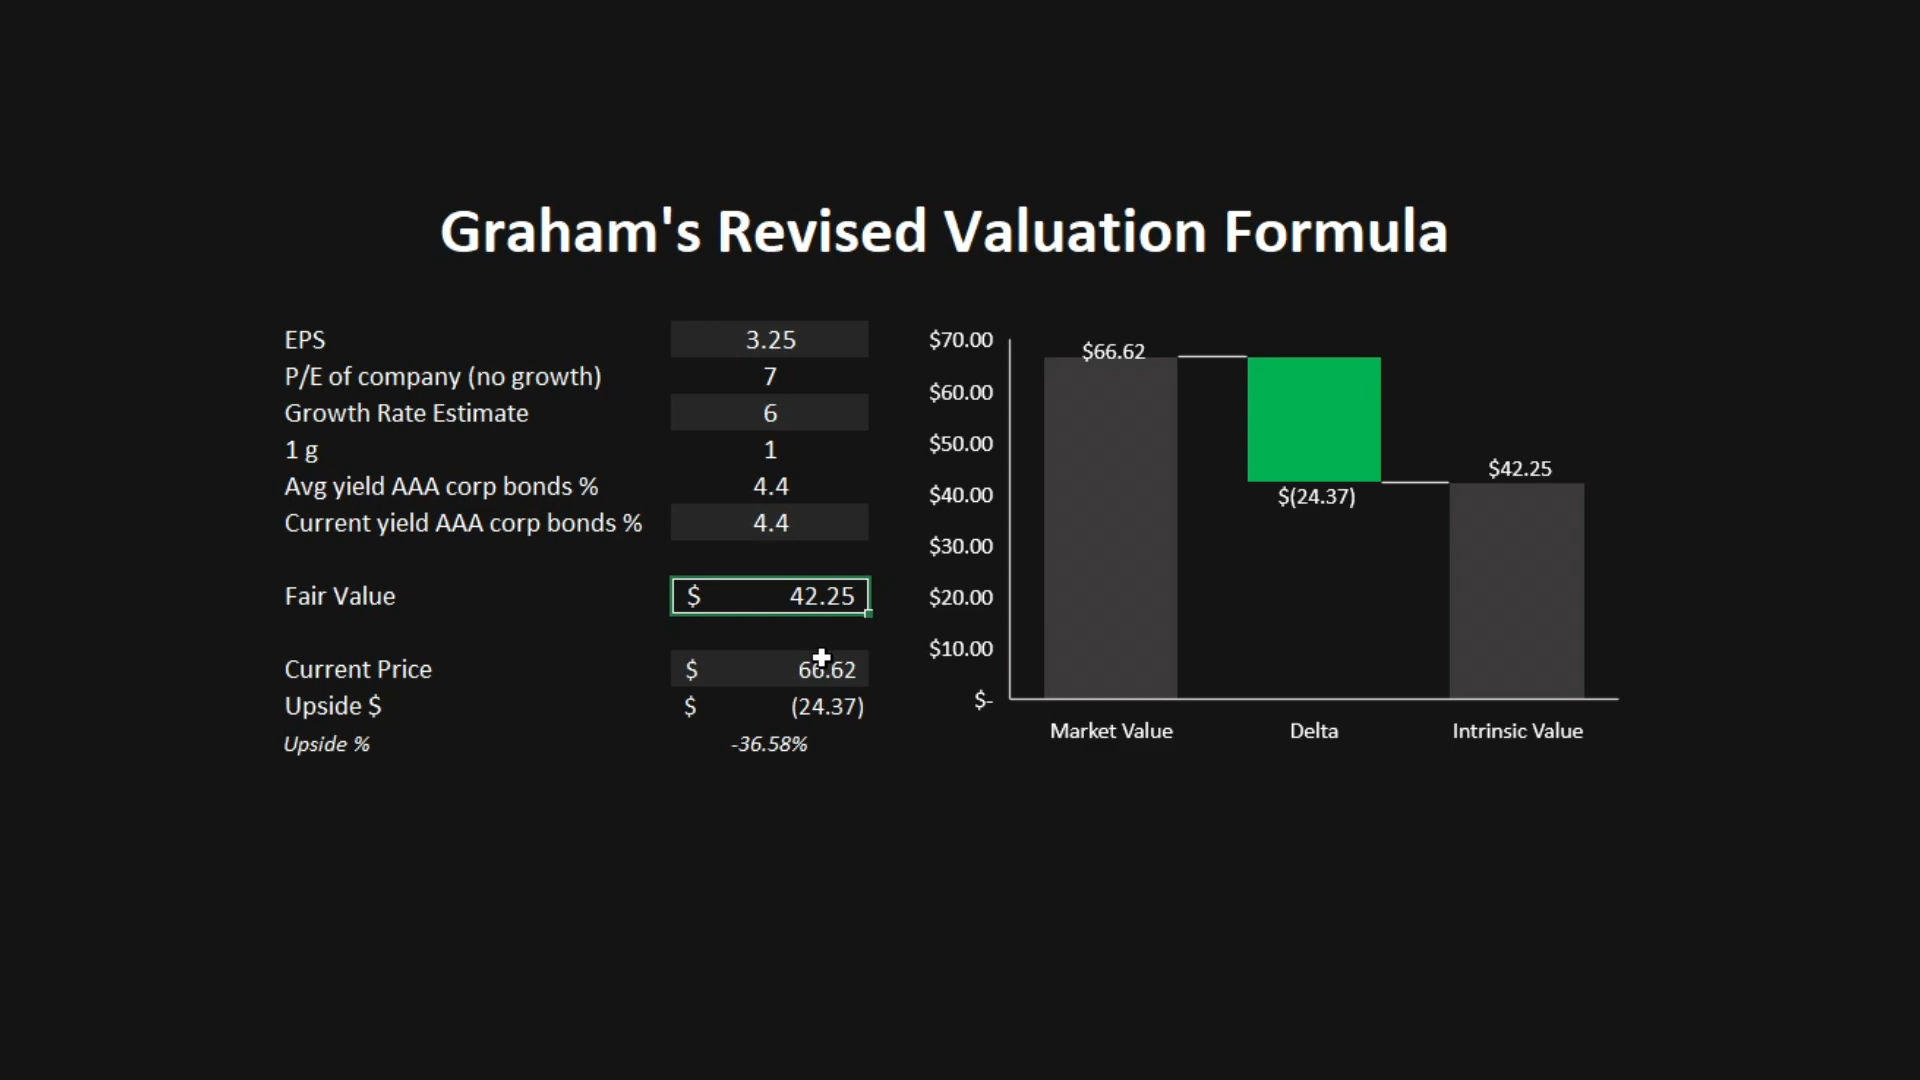 Graham's Revised Valuation Formula
EPS 3.25
P/E of company (no growth) 7
Growth Rate Estimate 6
1 g 1
Avg yield AAA corp bonds % 4.4
Current yield AAA corp bonds % 4.4
Fair Value $ 42.25
Current Price $ 66.62
Upside $ $ (24.37)
Upside % -36.58%
$70.00
$60.00
$50.00
$40.00
$30.00
$20.00
$10.00
$-
$66.62
$(24.37)
$42.25
Market Value Delta Intrinsic Value